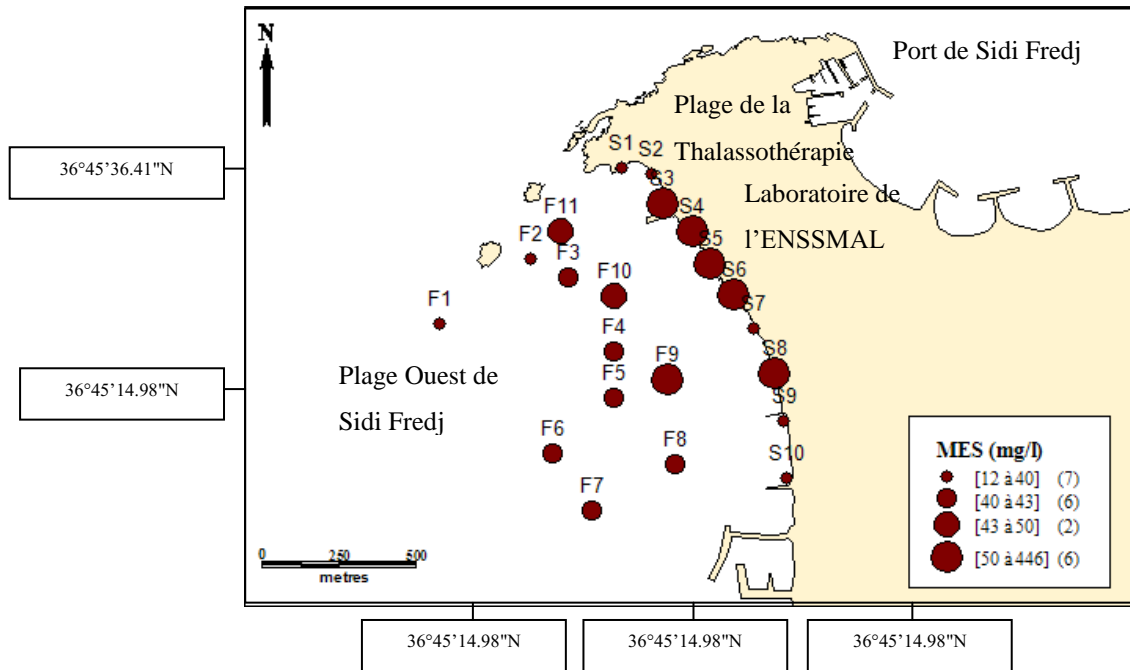 N
Port de Sidi Fredj
Plage de la
Thalassothérapie
Laboratoire de
l'ENSSMAL
36°45'36.41"N
36°45'14.98"N
S1
S2
S3
S4
S5
S6
S7
S8
S9
S10
F11
F2
F3
F10
F1
F4
F9
F5
F6
F8
F7
Plage Ouest de
Sidi Fredj
MES (mg/l)
[12 à 40] (7)
[40 à 43] (6)
[43 à 50] (2)
[50 à 446] (6)
0 250 500
metres
36°45'14.98"N
36°45'14.98"N
36°45'14.98"N